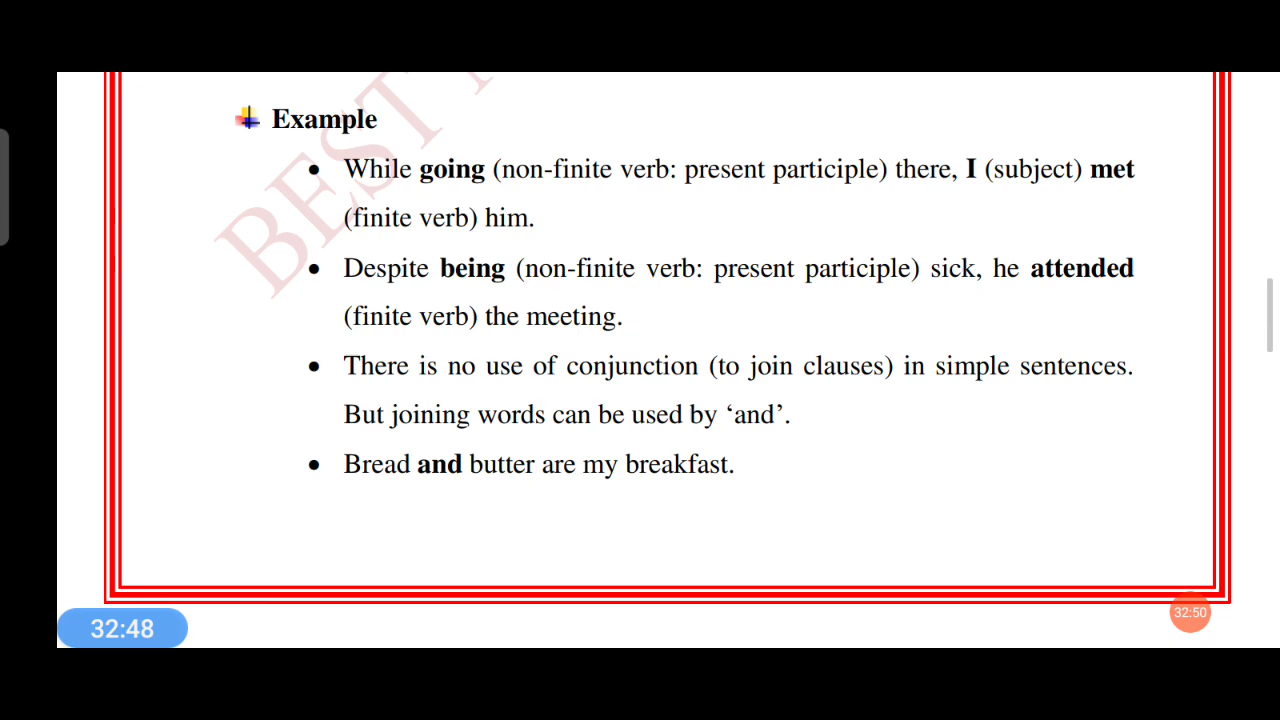 Example
• While going (non-finite verb: present participle) there, I (subject) met
(finite verb) him.
• Despite being (non-finite verb: present participle) sick, he attended
(finite verb) the meeting.
• There is no use of conjunction (to join clauses) in simple sentences.
But joining words can be used by ‘and’.
• Bread and butter are my breakfast.
BEST
32:48
32:50